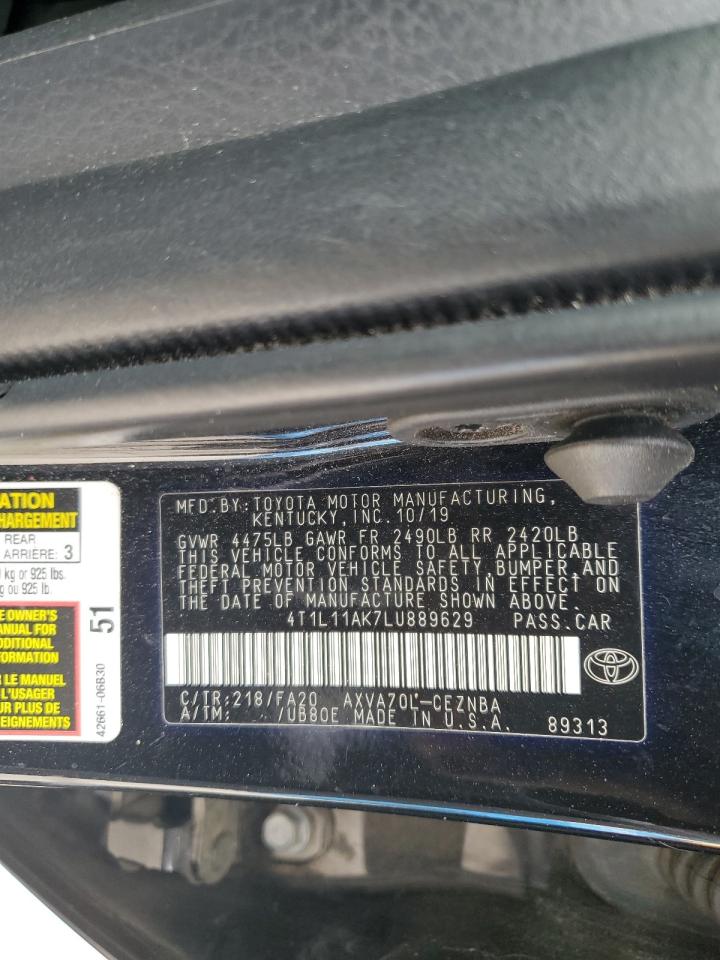 ATION
HARGEMENT
REAR
ARRIÈRE: 3
kg or 925 lbs.
g ou 925 lb.
OWNER'S
ANUAL FOR
DDITIONAL
FORMATION
R LE MANUEL
L'USAGER
PLUS DE
SEIGNEMENTS
51
42661-06B30
MFD.BY:TOYOTA MOTOR MANUFACTURING,
KENTUCKY,INC.10/19
GVWR 4475LB GAWR FR 2490LB RR 2420LB
THIS VEHICLE CONFORMS TO ALL APPLICABLE
FEDERAL MOTOR VEHICLE SAFETY, BUMPER,AND
THEFT PREVENTION STANDARDS IN EFFECT ON
THE DATE OF MANUFACTURE SHOWN ABOVE.
4T1L11AK7LU889629 PASS.CAR
C/TR:218/FA20 AXVA70L-CEZNBA
A/TM: /UB80E MADE IN U.S.A. 89313